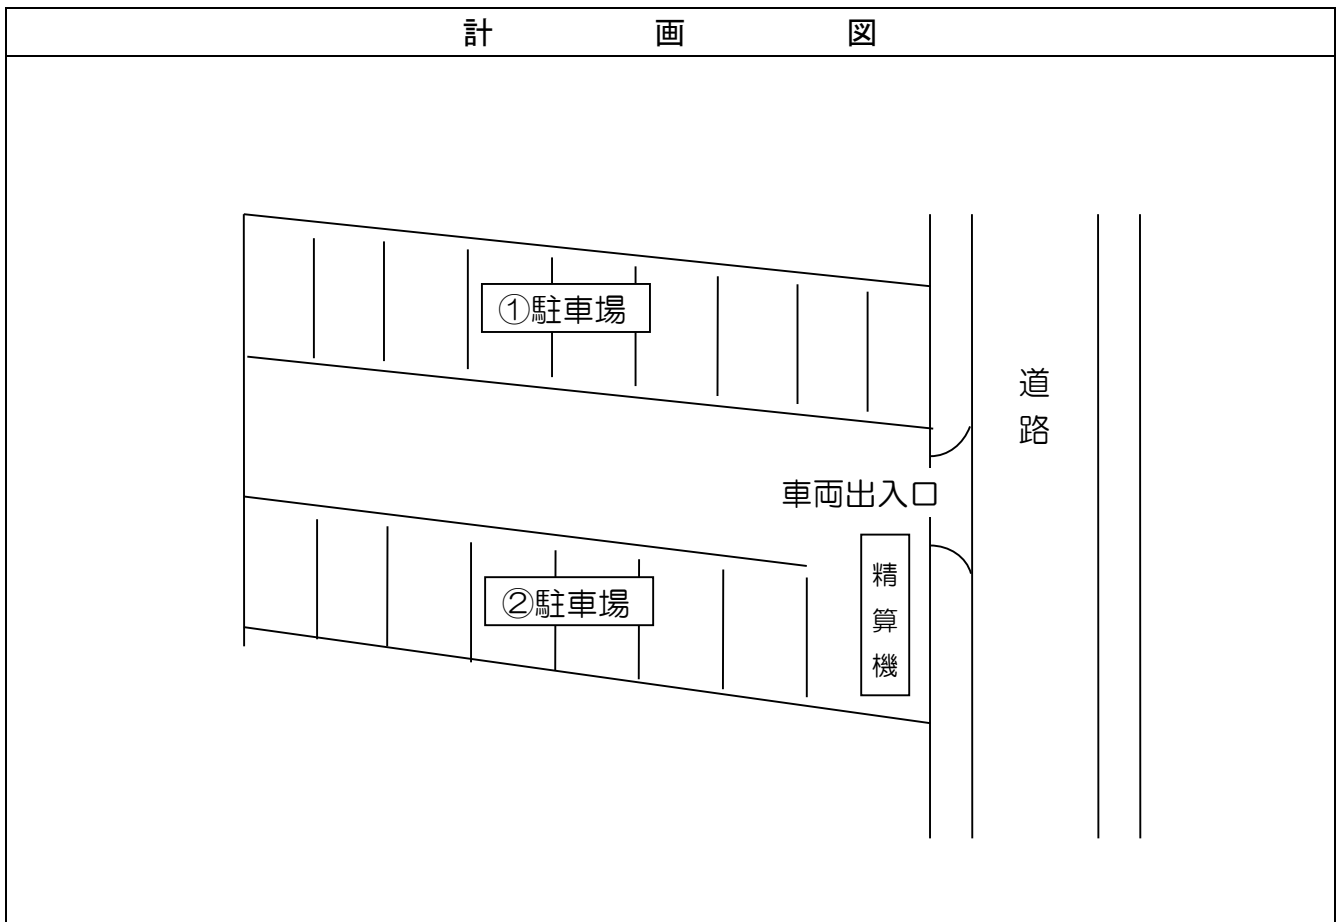 計画図
①駐車場
道路
車両出入口
②駐車場
精算機